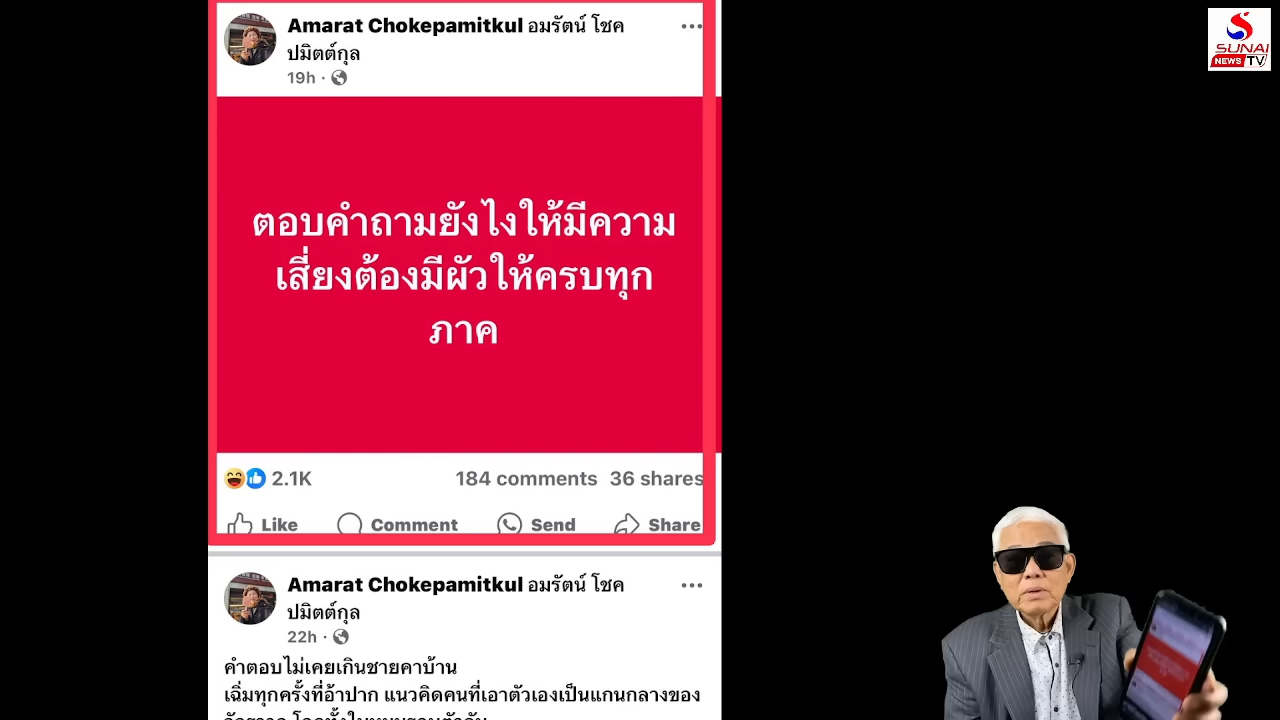 Amarat Chokepamitkul อมรัตน์ โชค
ปมิตต์กุล
19h ·
SUNAI
NEWS TV
ตอบคำถามยังไงให้มีความ
เสี่ยงต้องมีผัวให้ครบทุก
ภาค
2.1K 184 comments 36 shares
Like Comment Send Share
Amarat Chokepamitkul อมรัตน์ โชค
ปมิตต์กุล
22h ·
คำตอบไม่เคยเกินชายคาบ้าน
เฉิ่มทุกครั้งที่อ้าปาก แนวคิดคนที่เอาตัวเองเป็นแกนกลางของ